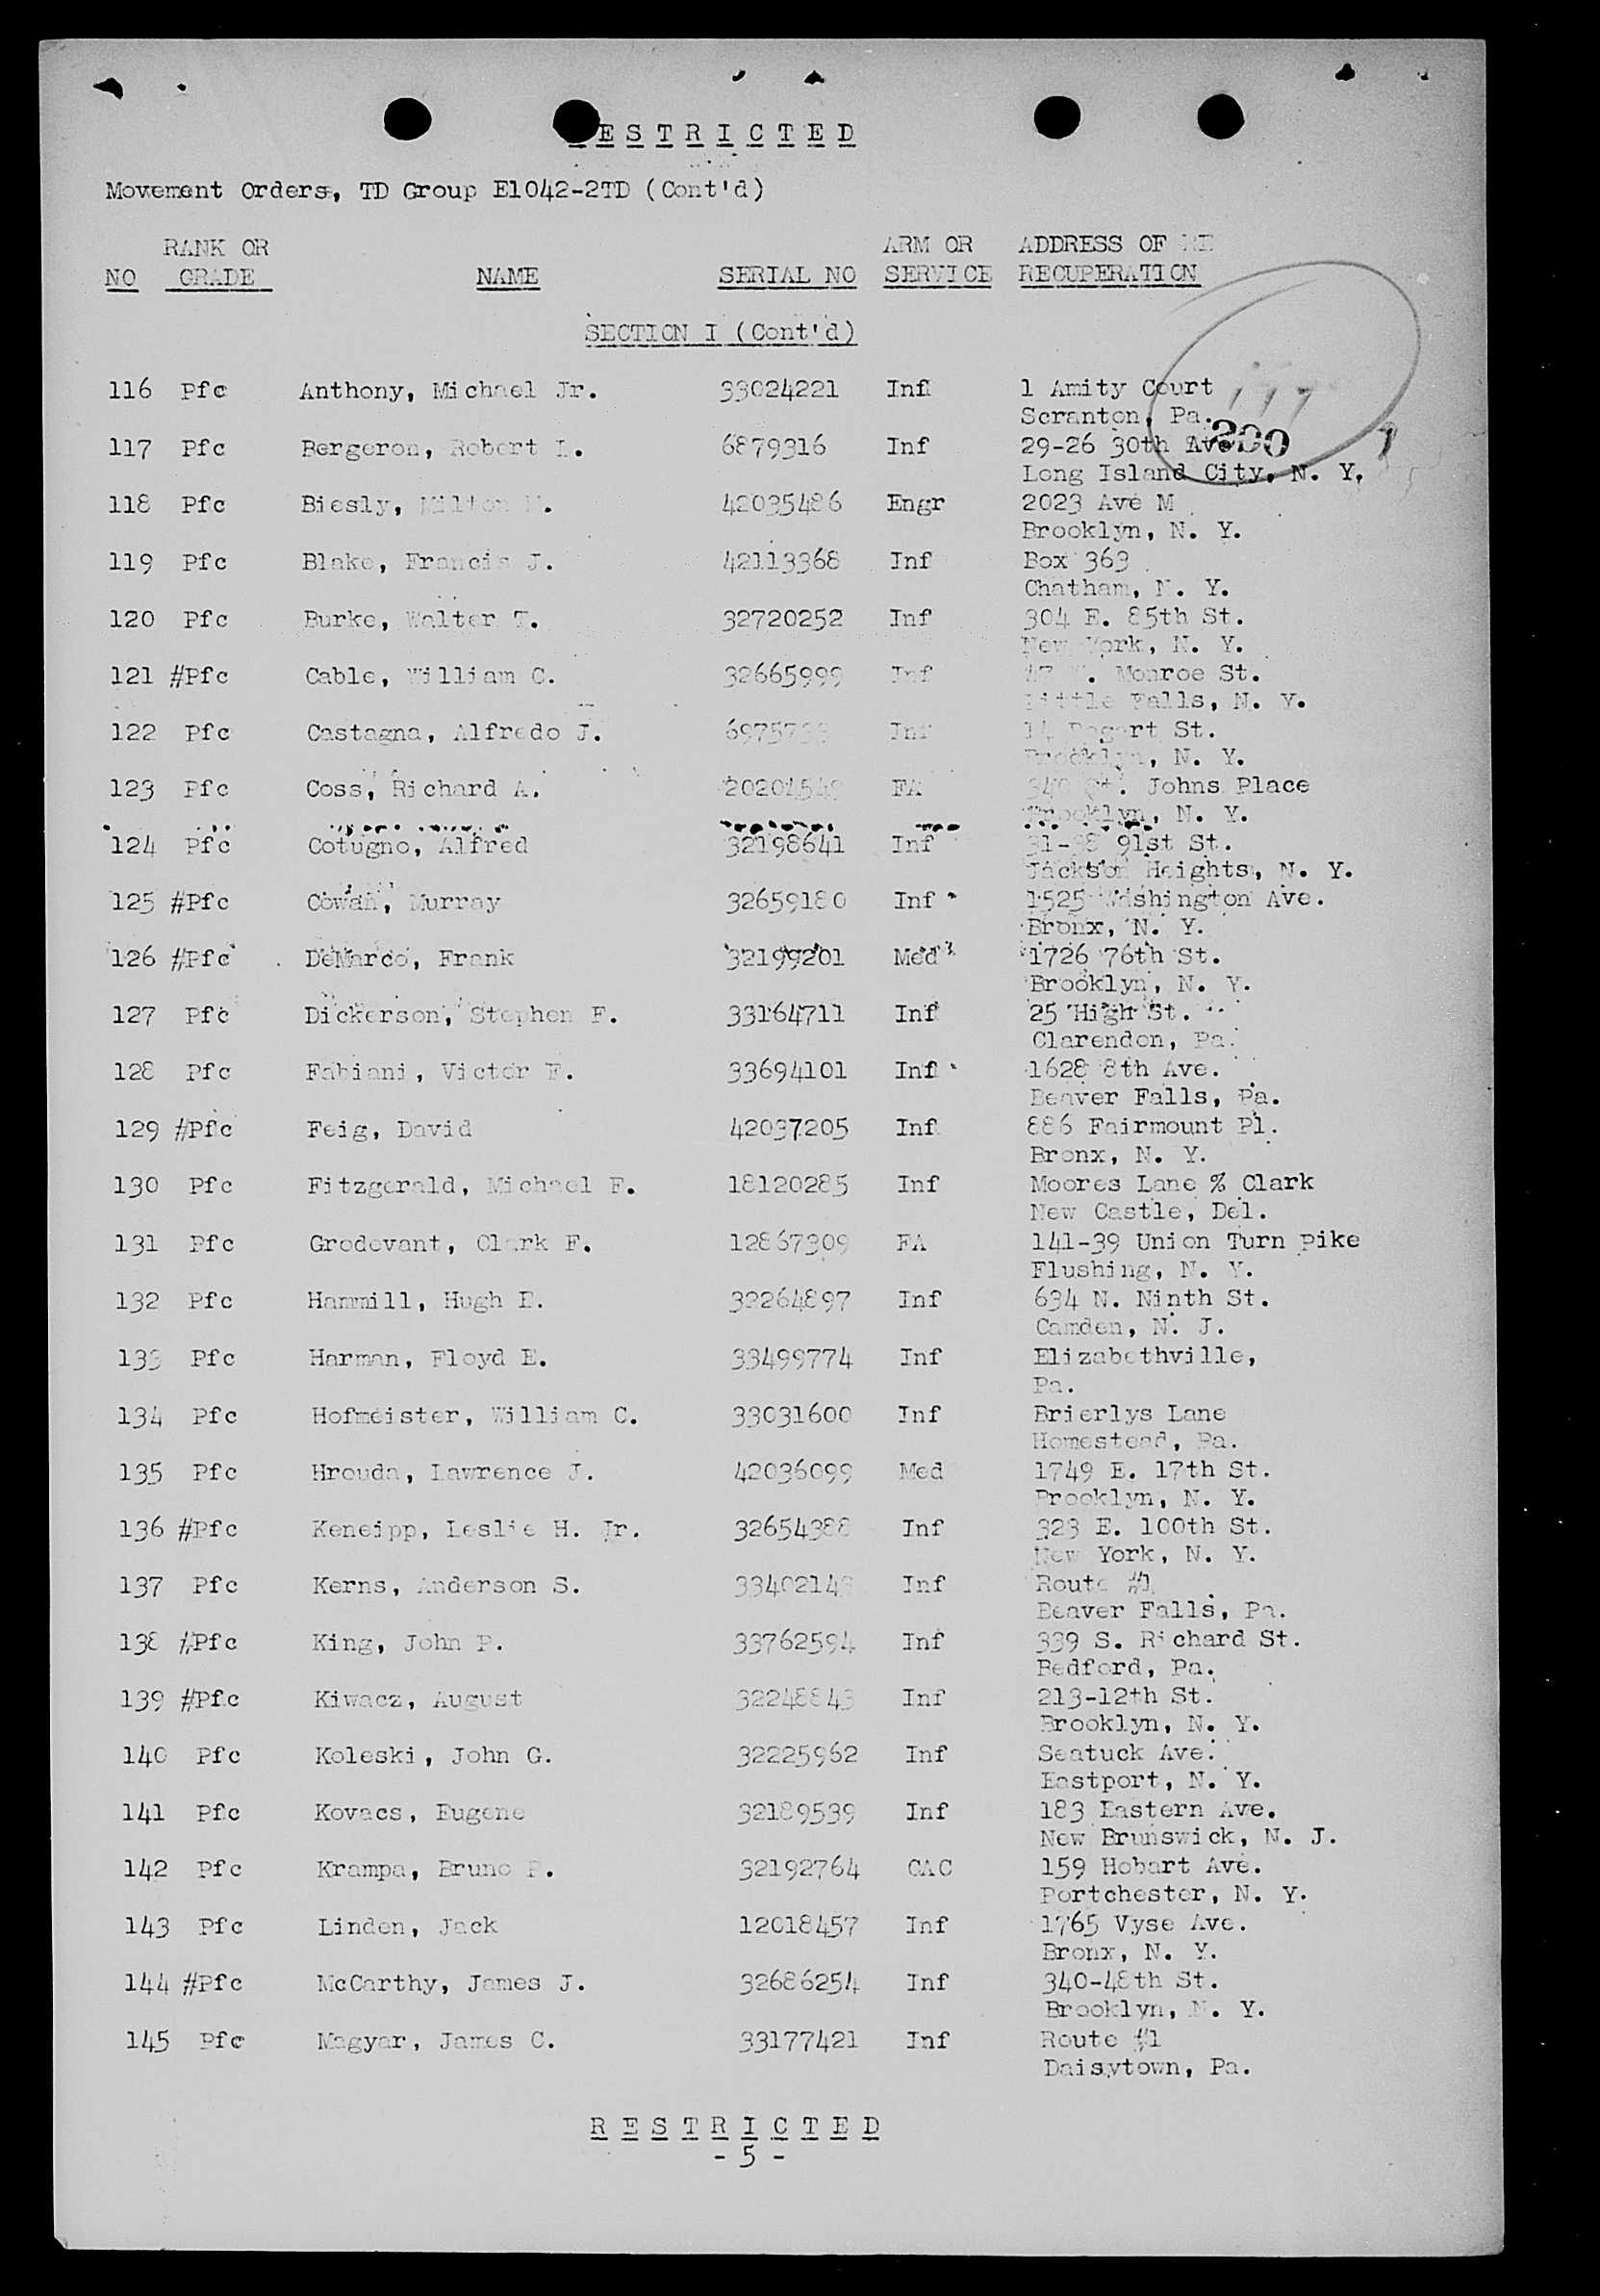 RESTRICTED
Movement Orders, TD Group E1042-2TD (Cont'd)
RANK OR ARM OR ADDRESS OF
NO GRADE NAME SERIAL NO SERVICE RECUPERATION
SECTION I (Cont'd)
116 Pfc Anthony, Michael Jr. 33024221 Inf 1 Amity Court
Scranton, Pa.
200
117 Pfc Bergeron, Robert L. 6879316 Inf 29-26 30th Ave.
Long Island City, N. Y.
118 Pfc Biesly, Milton M. 42035486 Engr 2023 Ave M
Brooklyn, N. Y.
119 Pfc Blake, Francis J. 42113368 Inf Box 363
Chatham, N. Y.
120 Pfc Burke, Walter T. 32720252 Inf 304 E. 85th St.
New York, N. Y.
121 #Pfc Cable, William C. 32665999 Inf Monroe St.
Little Falls, N. Y.
122 Pfc Castagna, Alfredo J. Inf 14 Bogart St.
Brooklyn, N. Y.
123 Pfc Coss, Richard A. FA 340 St. Johns Place
Brooklyn, N. Y.
124 Pfc Cotugno, Alfred 32198641 Inf 91st St.
Jackson Heights, N. Y.
125 #Pfc Cowan, Murray 32659180 Inf 1525 Washington Ave.
Bronx, N. Y.
126 #Pfc DeMarco, Frank 32199201 Med 1726 76th St.
Brooklyn, N. Y.
127 Pfc Dickerson, Stephen F. 33164711 Inf 25 High St.
Clarendon, Pa.
128 Pfc Fabiani, Victor F. 33694101 Inf 1628 8th Ave.
Beaver Falls, Pa.
129 #Pfc Feig, David 42037205 Inf 886 Fairmount Pl.
Bronx, N. Y.
130 Pfc Fitzgerald, Michael F. 18120285 Inf Moores Lane % Clark
New Castle, Del.
131 Pfc Grodovant, Clark F. 12867309 FA 141-39 Union Turn Pike
Flushing, N. Y.
132 Pfc Hammill, Hugh E. 32264897 Inf 634 N. Ninth St.
Camden, N. J.
133 Pfc Harman, Floyd E. 33499774 Inf Elizabethville,
Pa.
134 Pfc Hofmeister, William C. 33031600 Inf Brierlys Lane
Homestead, Pa.
135 Pfc Hrouda, Lawrence J. 42036099 Med 1749 E. 17th St.
Brooklyn, N. Y.
136 #Pfc Keneipp, Leslie H. Jr. 32654388 Inf 323 E. 100th St.
New York, N. Y.
137 Pfc Kerns, Anderson S. 33402143 Inf Route #1
Beaver Falls, Pa.
138 #Pfc King, John P. 33762594 Inf 339 S. Richard St.
Bedford, Pa.
139 #Pfc Kiwacz, August 32248843 Inf 213-12th St.
Brooklyn, N. Y.
140 Pfc Koleski, John G. 32225962 Inf Seatuck Ave.
Eastport, N. Y.
141 Pfc Kovacs, Eugene 32189539 Inf 183 Eastern Ave.
New Brunswick, N. J.
142 Pfc Krampa, Bruno P. 32192764 CAC 159 Hobart Ave.
Portchester, N. Y.
143 Pfc Linden, Jack 12018457 Inf 1765 Vyse Ave.
Bronx, N. Y.
144 #Pfc McCarthy, James J. 32686254 Inf 340-48th St.
Brooklyn, N. Y.
145 Pfc Magyar, James C. 33177421 Inf Route #1
Daisytown, Pa.
RESTRICTED
- 5 -